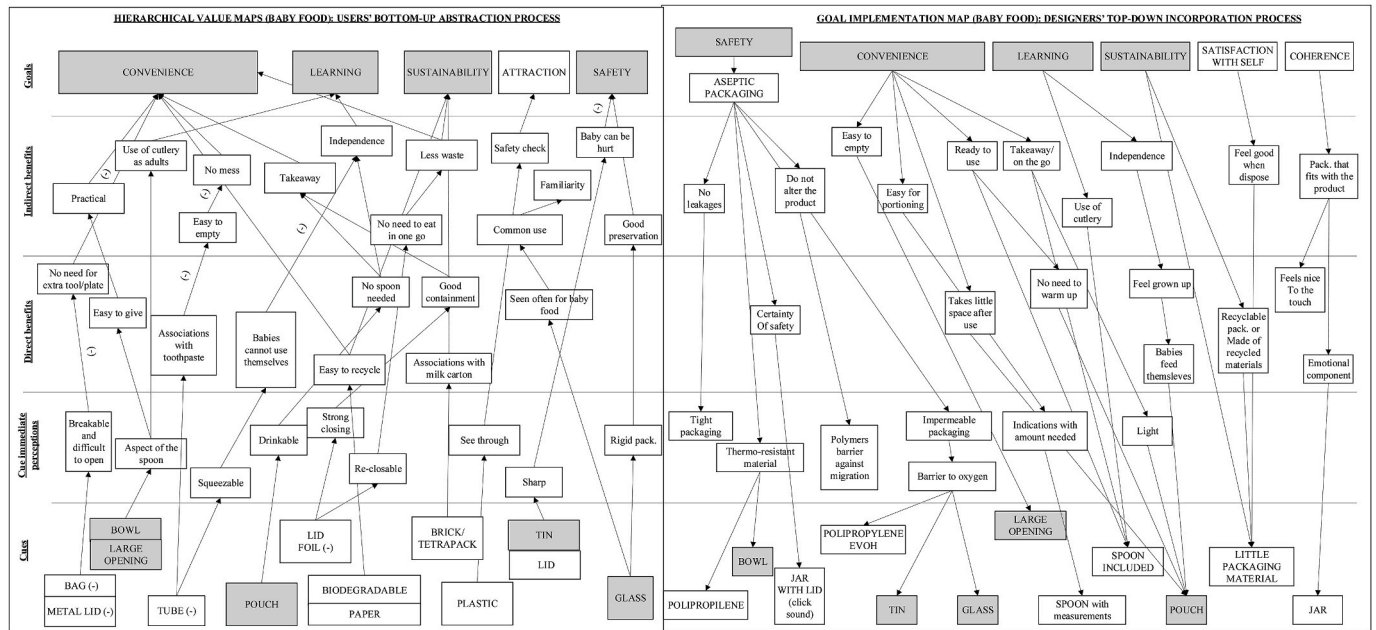 HIERARCHICAL VALUE MAPS (BABY FOOD): USERS' BOTTOM-UP ABSTRACTION PROCESS
Goals
CONVENIENCE
LEARNING
SUSTAINABILITY
ATTRACTION
SAFETY
Indirect benefits
Use of cutlery
as adults
No mess
Independence
Less waste
Safety check
Baby can be
hurt
(-)
Practical
(-)
Takeaway
Familiarity
(-)
Easy to
empty
(-)
No need to eat
in one go
Common use
Good
preservation
Direct benefits
No need for
extra tool/plate
(-)
No spoon
needed
Good
containment
Seen often for baby
food
Easy to give
Associations
with
toothpaste
Babies
cannot use
themselves
(-)
Easy to recycle
Associations with
milk carton
Cue immediate
perceptions
Breakable
and
difficult
to open
Aspect of the
spoon
Squeezable
Drinkable
Strong
closing
Re-closable
See through
Sharp
Rigid pack.
Cues
BOWL
LARGE
OPENING
BAG (-)
METAL LID (-)
TUBE (-)
POUCH
LID
FOIL (-)
BIODEGRADABLE
PAPER
BRICK/
TETRAPACK
PLASTIC
TIN
LID
GLASS
GOAL IMPLEMENTATION MAP (BABY FOOD): DESIGNERS' TOP-DOWN INCORPORATION PROCESS
SAFETY
CONVENIENCE
LEARNING
SUSTAINABILITY
SATISFACTION
WITH SELF
COHERENCE
ASEPTIC
PACKAGING
Easy to
empty
Ready to
use
Takeaway/
on the go
Independence
Feel good
when
dispose
Pack. that
fits with the
product
No
leakages
Do not
alter the
product
Easy for
portioning
Use of
cutlery
Feels nice
To the
touch
Certainty
Of safety
Takes little
space after
use
No need to
warm up
Feel grown up
Babies
feed
themsleves
Recyclable
pack. or
Made of
recycled
materials
Emotional
component
Tight
packaging
Thermo-resistant
material
Polymers
barrier
against
migration
Impermeable
packaging
Barrier to oxygen
Indications with
amount needed
Light
POLIPROPILENE
BOWL
JAR
WITH LID
(click
sound)
POLIPROPYLENE
EVOH
TIN
GLASS
LARGE
OPENING
SPOON with
measurements
SPOON
INCLUDED
POUCH
LITTLE
PACKAGING
MATERIAL
JAR